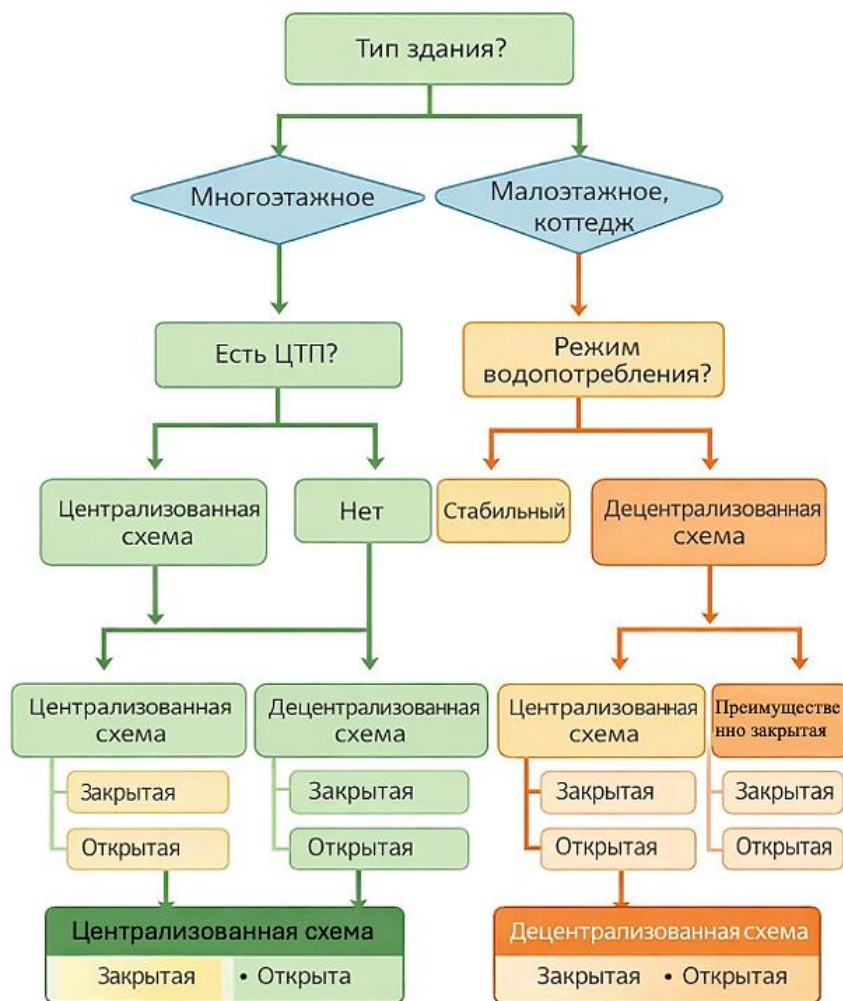 Тип здания?
Многоэтажное
Малоэтажное,
коттедж
Есть ЦТП?
Режим
водопотребления?
Централизованная
схема
Нет
Стабильный
Децентрализованная
схема
Централизованная
схема
Децентрализованная
схема
Централизованная
схема
Преимуществе
нно закрытая
Закрытая
Закрытая
Закрытая
Закрытая
Открытая
Открытая
Открытая
Открытая
Централизованная схема
Децентрализованная схема
Закрытая • Открыта
Закрытая • Открытая